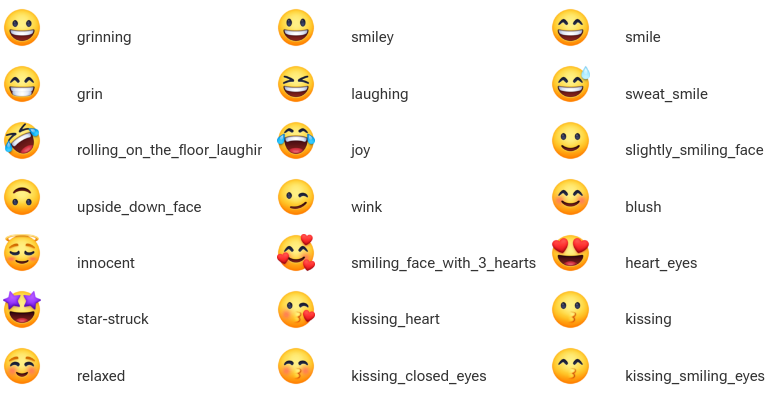 grinning smiley smile
grin laughing sweat_smile
rolling_on_the_floor_laughin joy slightly_smiling_face
upside_down_face wink blush
innocent smiling_face_with_3_hearts heart_eyes
star-struck kissing_heart kissing
relaxed kissing_closed_eyes kissing_smiling_eyes